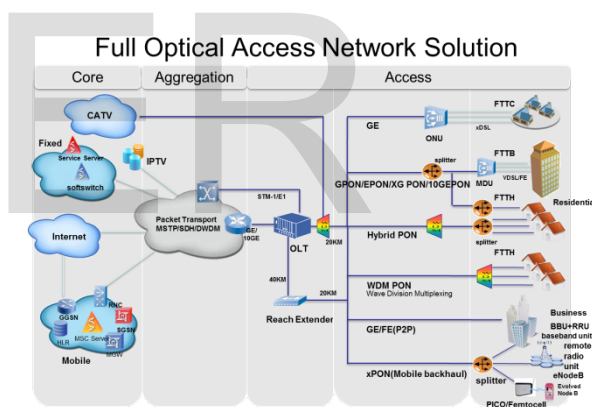 Full Optical Access Network Solution
Core
Aggregation
Access
CATV
Fixed
Service Server
softswitch
IPTV
Internet
GGSN
RNC
HLR
MSC Server
SGSN
MGW
Mobile
Packet Transport
MSTP/SDH/DWDM
STM-1/E1
GE/
10GE
OLT
20KM
40KM
20KM
Reach Extender
GE
ONU
xDSL
FTTC
splitter
GPON/EPON/XG PON/10GEPON
MDU
VDSL/FE
FTTB
FTTH
Residential
Hybrid PON
splitter
FTTH
WDM PON
Wave Division Multiplexing
GE/FE(P2P)
Business
BBU+RRU
baseband unit
remote
radio
unit
eNodeB
xPON(Mobile backhaul)
splitter
Evolved
Node B
PICO/Femtocell
ER